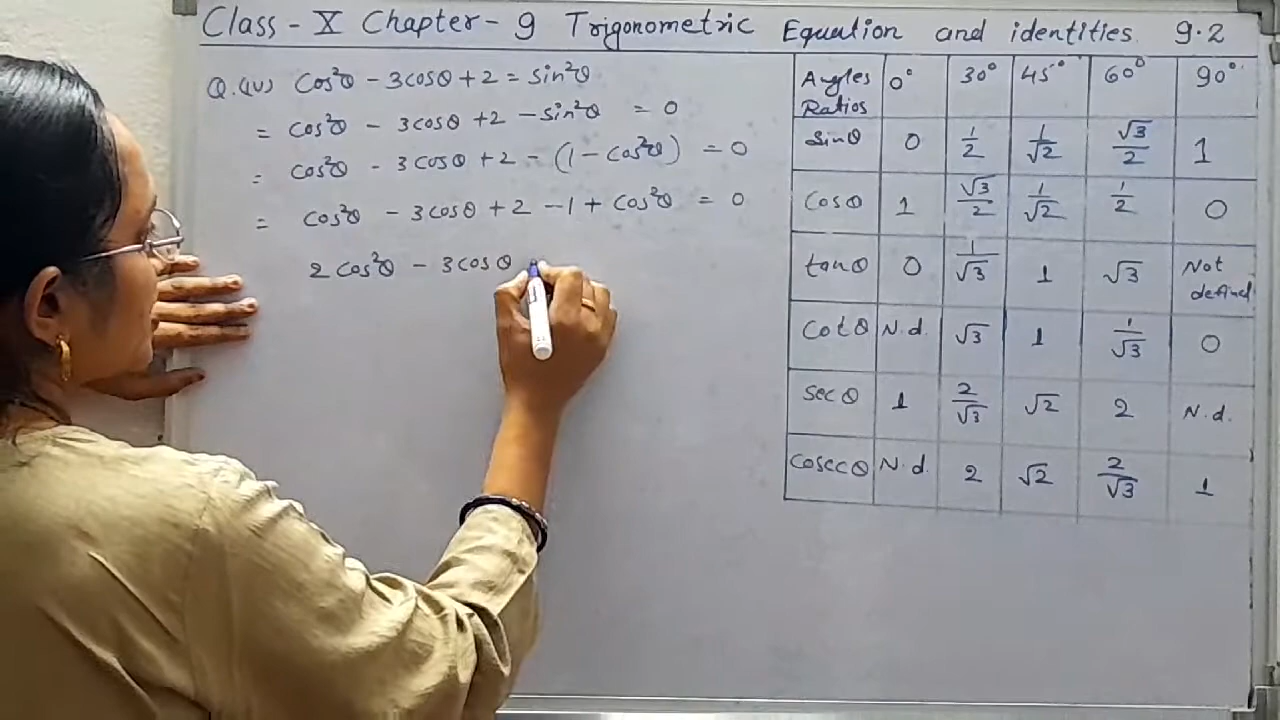 Class - X Chapter - 9 Trigonometric Equation and identities. 9.2
Q.(iv) Cos²θ - 3cosθ + 2 = sin²θ
= cos²θ - 3cosθ + 2 - sin²θ = 0
= cos²θ - 3cosθ + 2 - (1 - cos²θ) = 0
= cos²θ - 3cosθ + 2 - 1 + cos²θ = 0
2cos²θ - 3cosθ
Angles Ratios 0° 30° 45° 60° 90°
Sinθ 0 1/2 1/√2 √3/2 1
Cosθ 1 √3/2 1/√2 1/2 0
tanθ 0 1/√3 1 √3 Not defined
Cotθ N.d. √3 1 1/√3 0
secθ 1 2/√3 √2 2 N.d.
Cosecθ N.d. 2 √2 2/√3 1